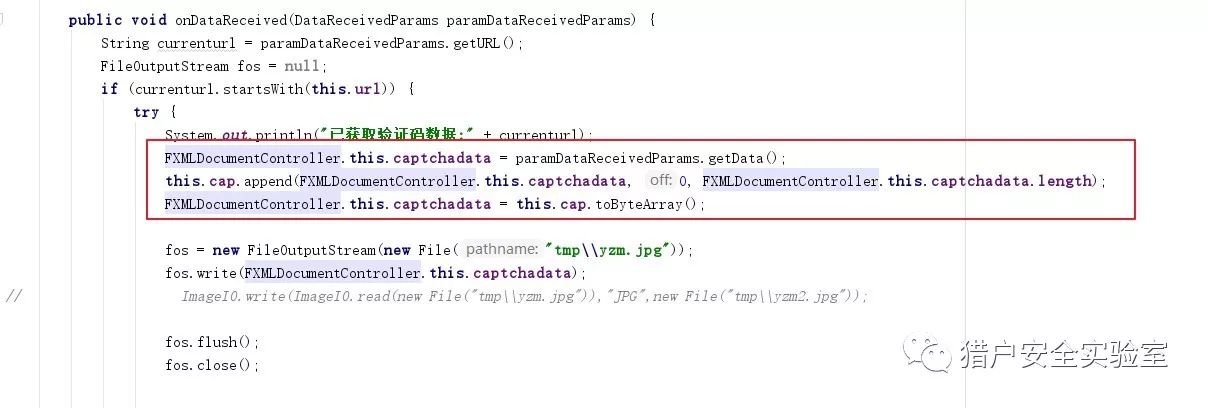 public void onDataReceived(DataReceivedParams paramDataReceivedParams) {
String currenturl = paramDataReceivedParams.getURL();
FileOutputStream fos = null;
if (currenturl.startsWith(this.url)) {
try {
System.out.println("已获取验证码数据:" + currenturl);
FXMLDocumentController.this.captchadata = paramDataReceivedParams.getData();
this.cap.append(FXMLDocumentController.this.captchadata, off: 0, FXMLDocumentController.this.captchadata.length);
FXMLDocumentController.this.captchadata = this.cap.toByteArray();
fos = new FileOutputStream(new File( pathname: "tmp\\yzm.jpg"));
fos.write(FXMLDocumentController.this.captchadata);
// ImageIO.write(ImageIO.read(new File("tmp\\yzm.jpg")),"JPG",new File("tmp\\yzm2.jpg"));
fos.flush();
fos.close();
猎户安全实验室